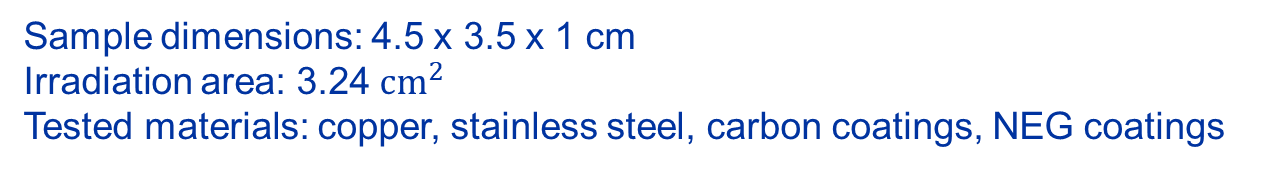 Sample dimensions: 4.5 x 3.5 x 1 cm
Irradiation area: 3.24 cm²
Tested materials: copper, stainless steel, carbon coatings, NEG coatings